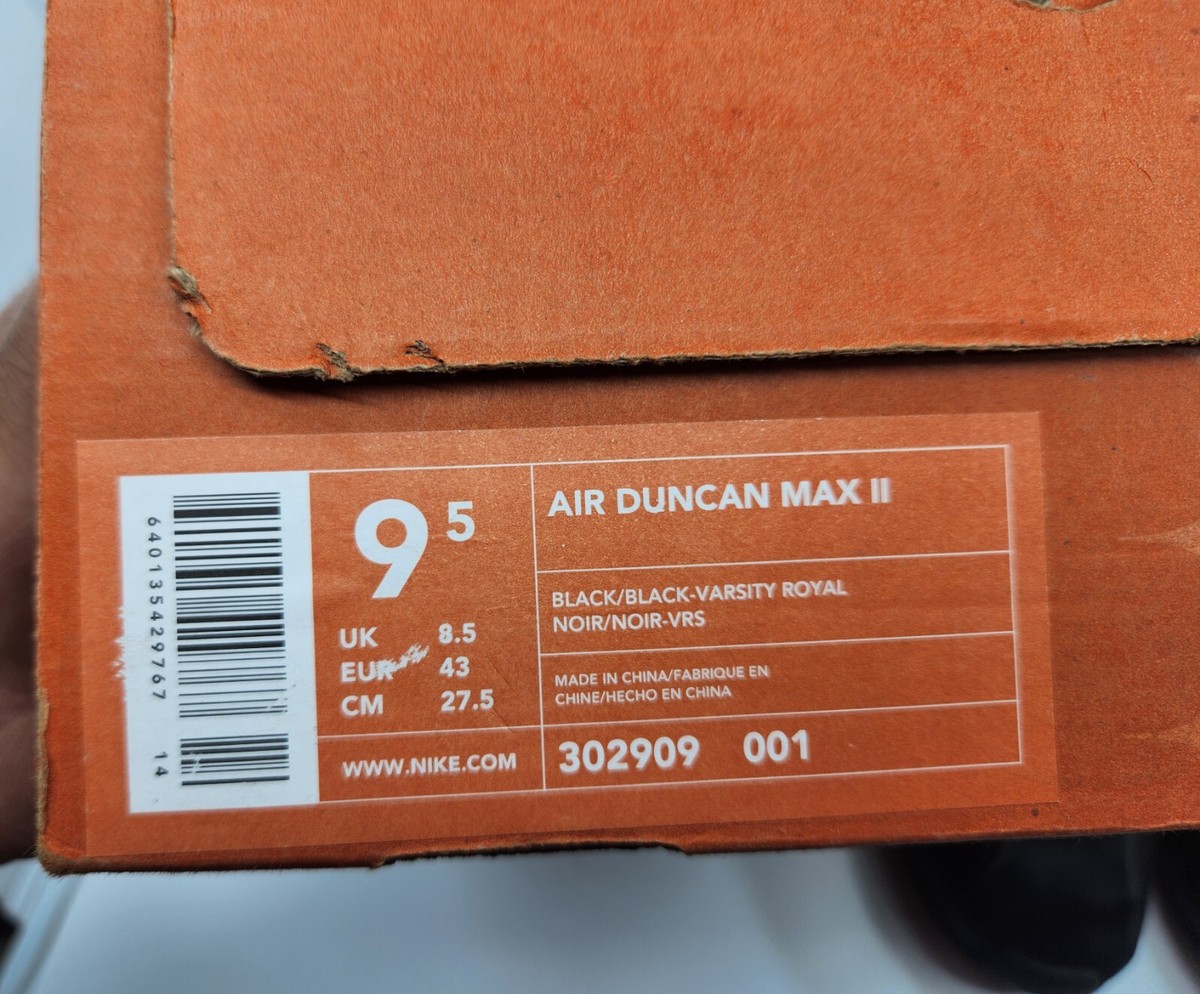 640135429767 14
9 5
UK 8.5
EUR 43
CM 27.5
WWW.NIKE.COM
AIR DUNCAN MAX II
BLACK/BLACK-VARSITY ROYAL
NOIR/NOIR-VRS
MADE IN CHINA/FABRIQUE EN
CHINE/HECHO EN CHINA
302909 001